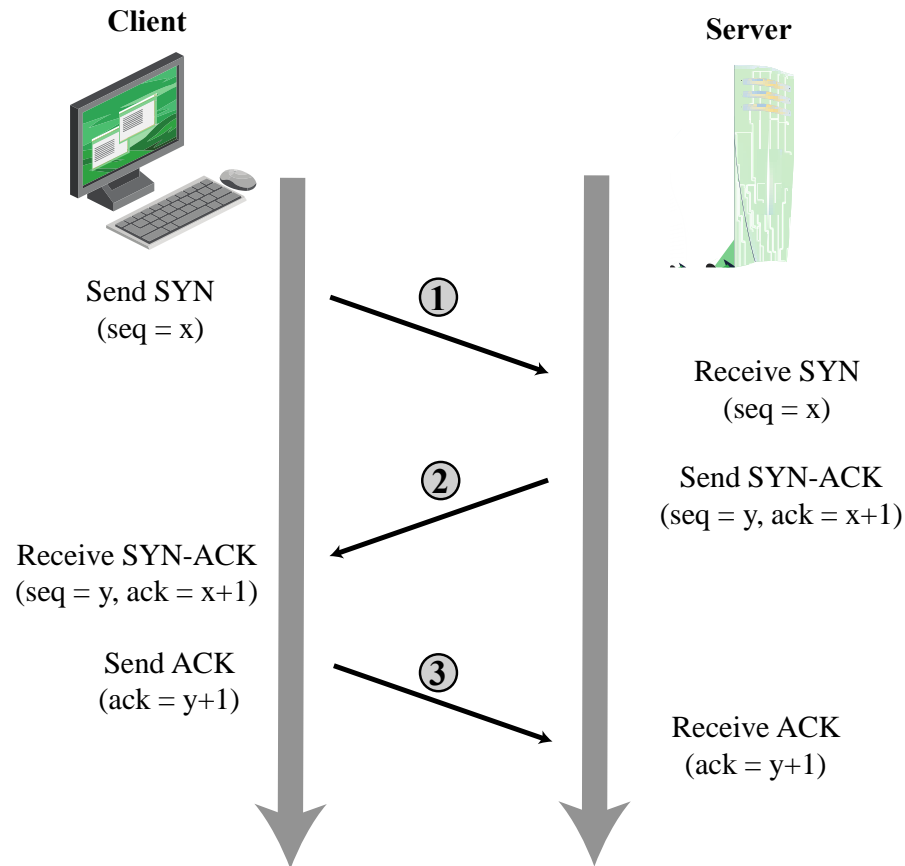 Client
Server
Send SYN
(seq = x)
1
Receive SYN
(seq = x)
2
Send SYN-ACK
(seq = y, ack = x+1)
Receive SYN-ACK
(seq = y, ack = x+1)
Send ACK
(ack = y+1)
3
Receive ACK
(ack = y+1)